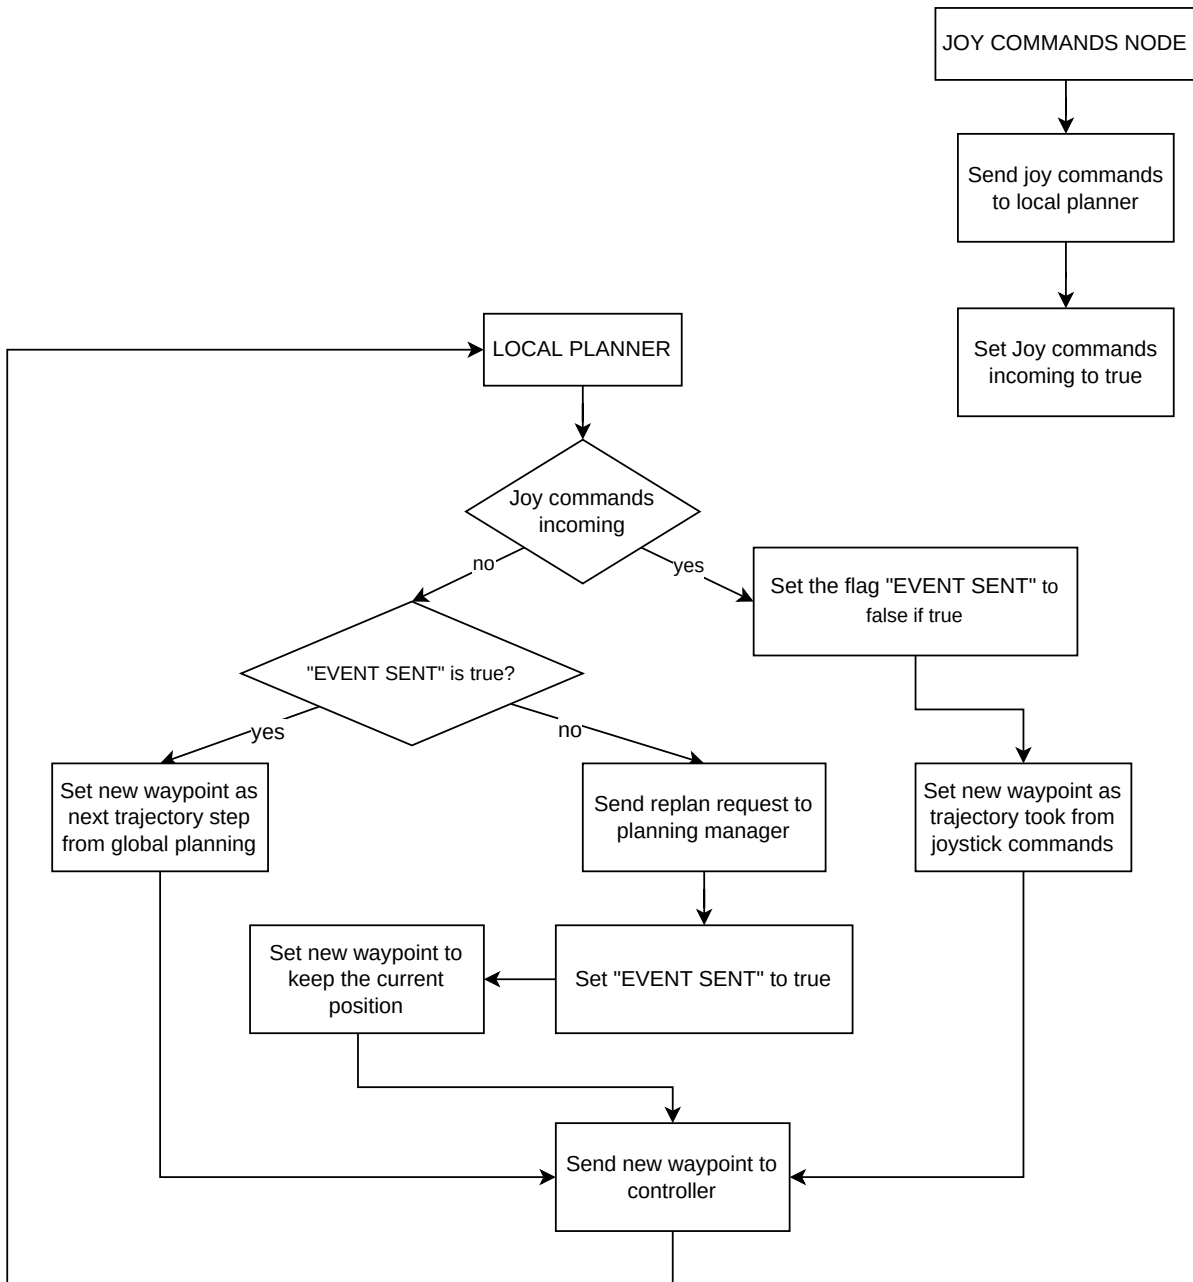 JOY COMMANDS NODE
Send joy commands
to local planner
Set Joy commands
incoming to true
LOCAL PLANNER
Joy commands
incoming
no
yes
Set the flag "EVENT SENT" to
false if true
"EVENT SENT" is true?
yes
no
Set new waypoint as
next trajectory step
from global planning
Send replan request to
planning manager
Set new waypoint as
trajectory took from
joystick commands
Set new waypoint to
keep the current
position
Set "EVENT SENT" to true
Send new waypoint to
controller